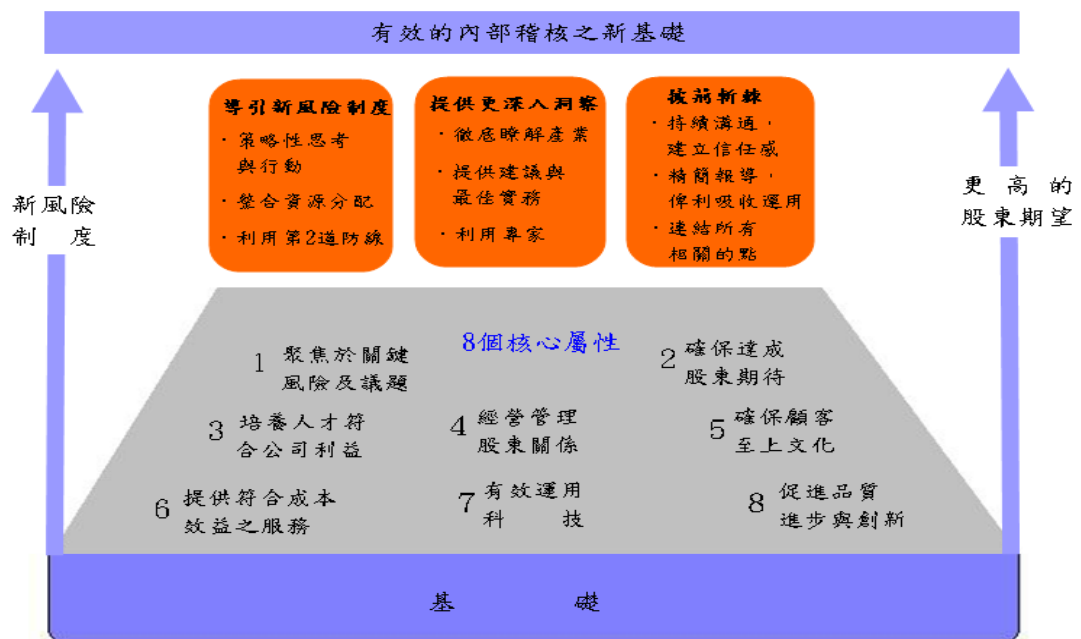 有效的內部稽核之新基礎
導引新風險制度
·策略性思考
與行動
·整合資源分配
·利用第2道防線
提供更深入洞察
·徹底瞭解產業
·提供建議與
最佳實務
·利用專家
披荊斬棘
·持續溝通，
建立信任感
·精簡報導，
俾利吸收運用
·連結所有
相關的點
新風險
制度
更高的
股東期望
8個核心屬性
1 聚焦於關鍵
風險及議題
2 確保達成
股東期待
3 培養人才符
合公司利益
4 經營管理
股東關係
5 確保顧客
至上文化
6 提供符合成本
效益之服務
7 有效運用
科技
8 促進品質
進步與創新
基礎